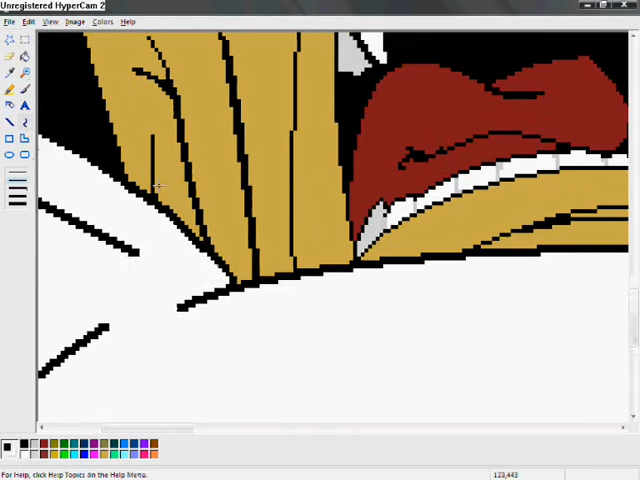 Unregistered HyperCam 2
File Edit View Image Colors Help
A
For Help, click Help Topics on the Help Menu.
123,443